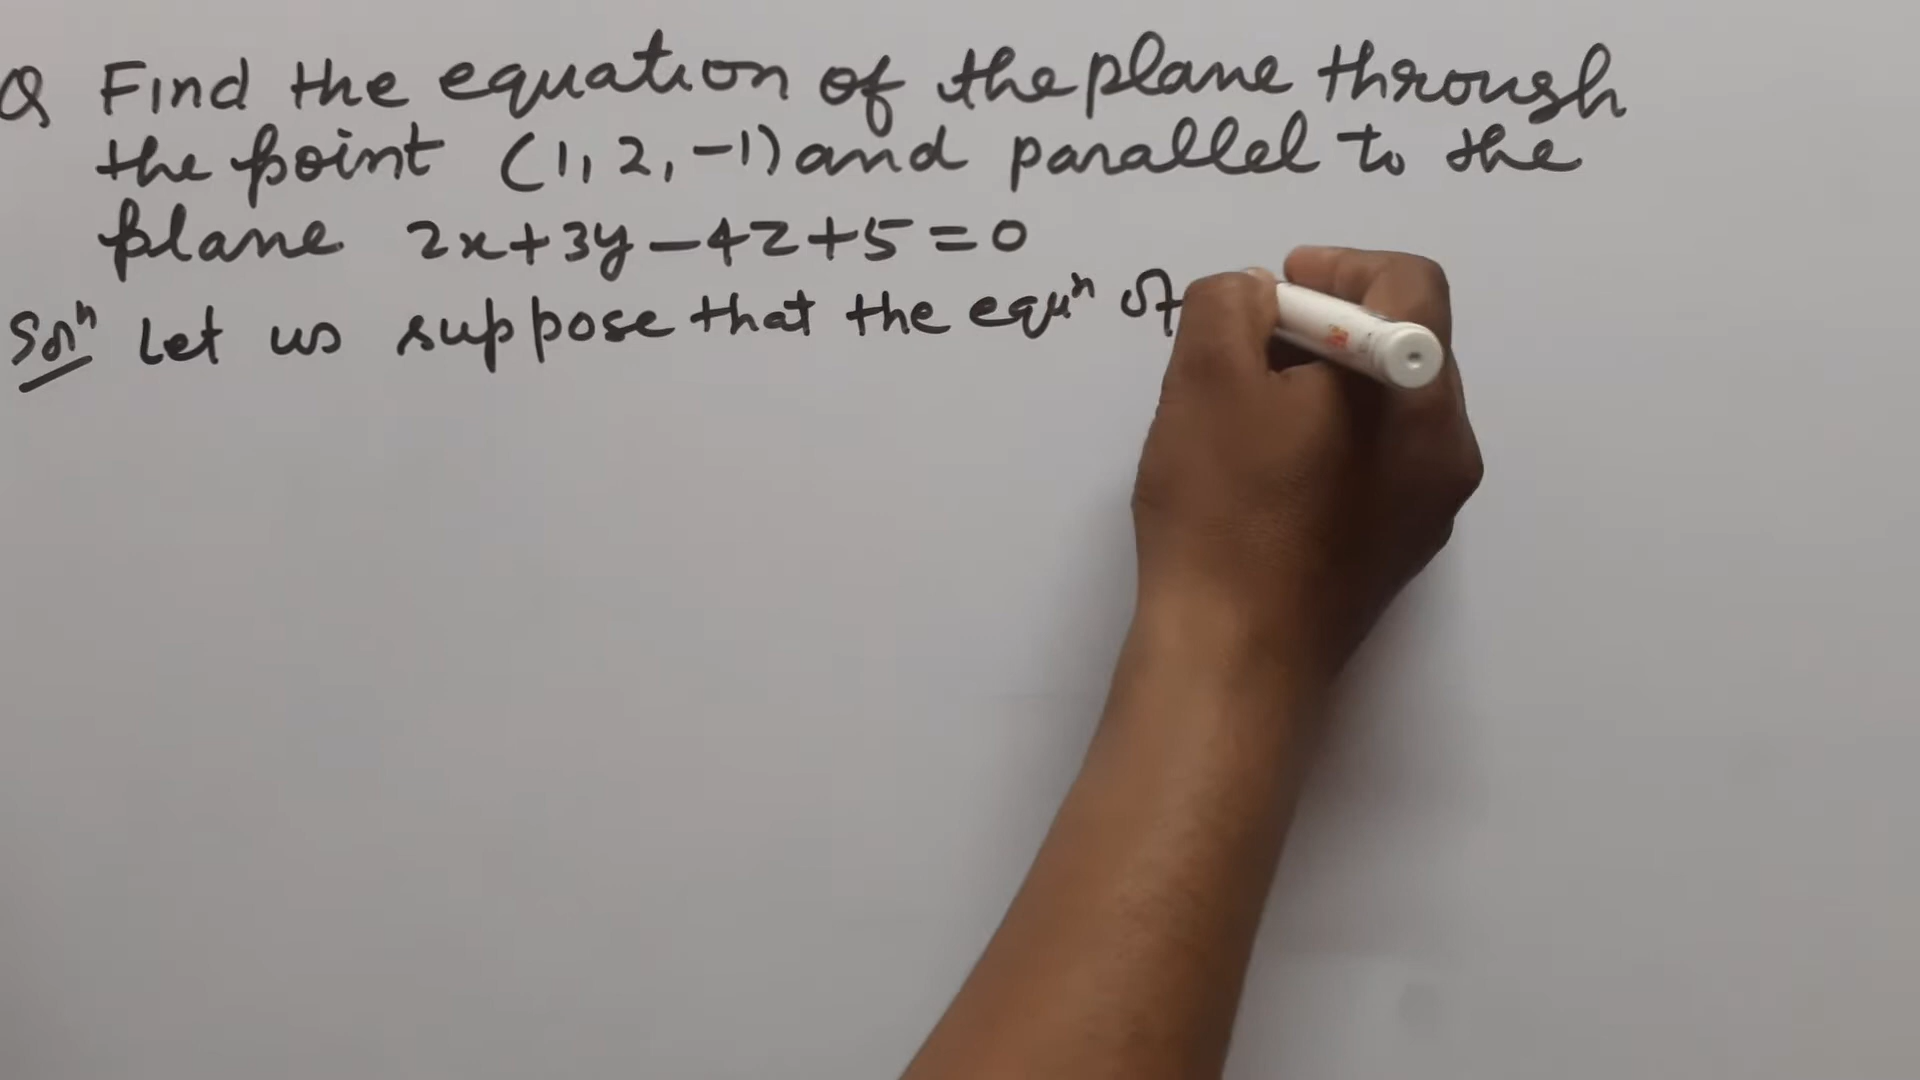 Q Find the equation of the plane through
the point (1, 2, -1) and parallel to the
plane 2x+3y-4z+5=0
Solⁿ Let us suppose that the equⁿ of